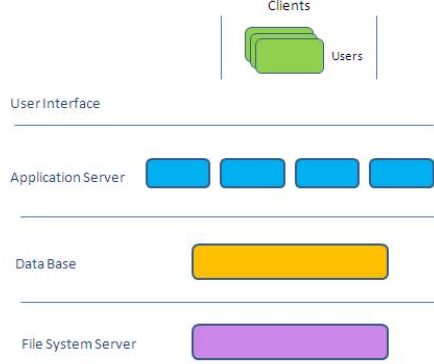 Clients
Users
User Interface
Application Server
Data Base
File System Server